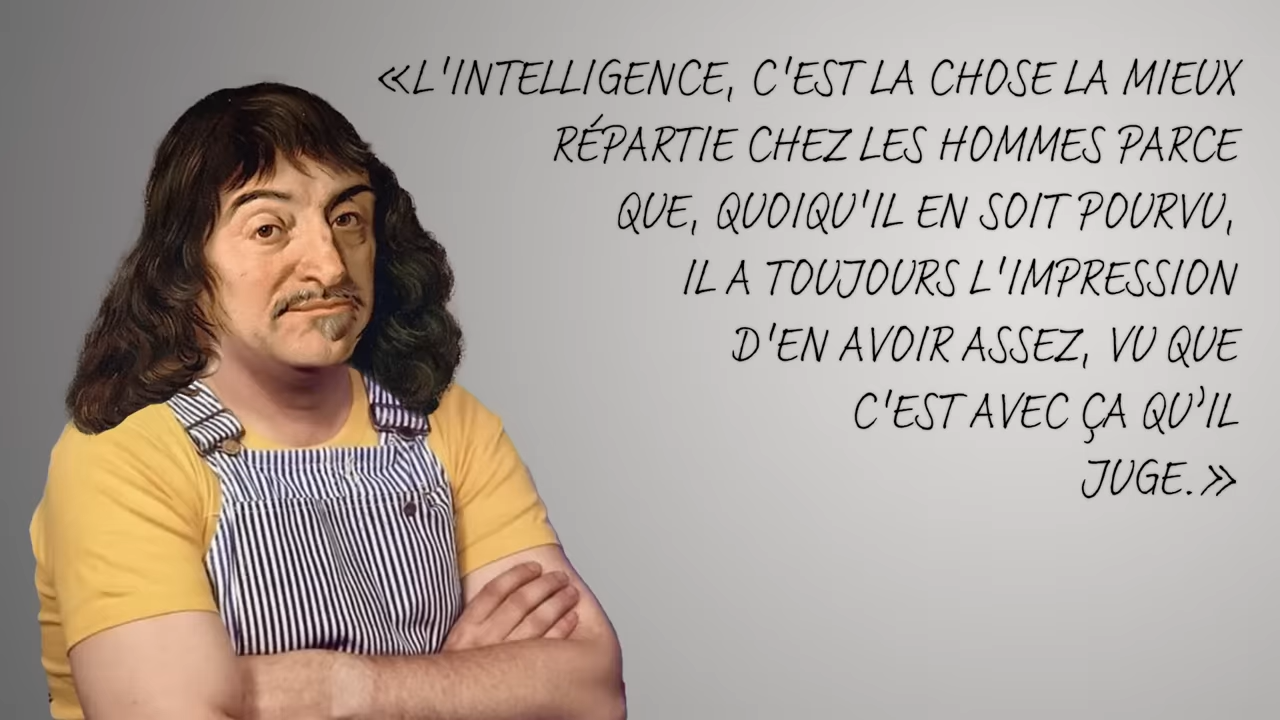 «L'INTELLIGENCE, C'EST LA CHOSE LA MIEUX
RÉPARTIE CHEZ LES HOMMES PARCE
QUE, QUOIQU'IL EN SOIT POURVU,
IL A TOUJOURS L'IMPRESSION
D'EN AVOIR ASSEZ, VU QUE
C'EST AVEC ÇA QU'IL
JUGE.»